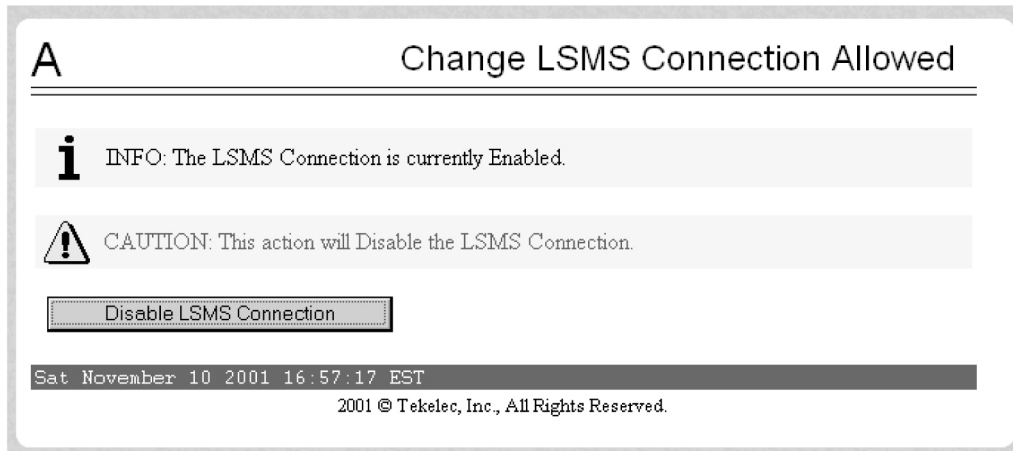 A
Change LSMS Connection Allowed
INFO: The LSMS Connection is currently Enabled.
CAUTION: This action will Disable the LSMS Connection.
Disable LSMS Connection
Sat November 10 2001 16:57:17 EST
2001 © Tekelec, Inc., All Rights Reserved.